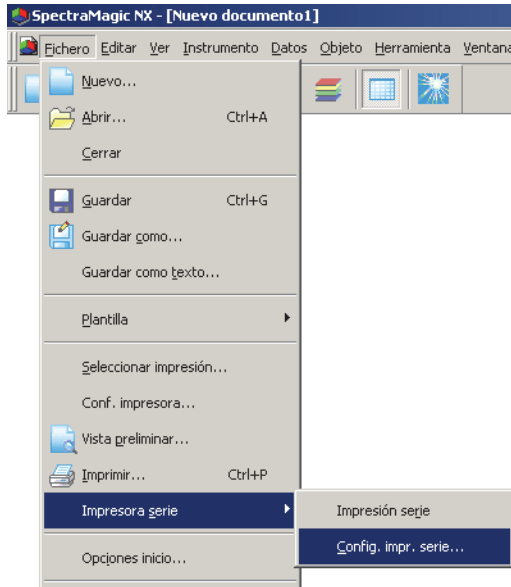 SpectraMagic NX - [Nuevo documento1]
Fichero Editar Ver Instrumento Datos Objeto Herramienta Ventana
Nuevo...
Abrir... Ctrl+A
Cerrar
Guardar Ctrl+G
Guardar como...
Guardar como texto...
Plantilla
Seleccionar impresión...
Conf. impresora...
Vista preliminar...
Imprimir... Ctrl+P
Impresora serie
Impresión serie
Config. impr. serie...
Opciones inicio...